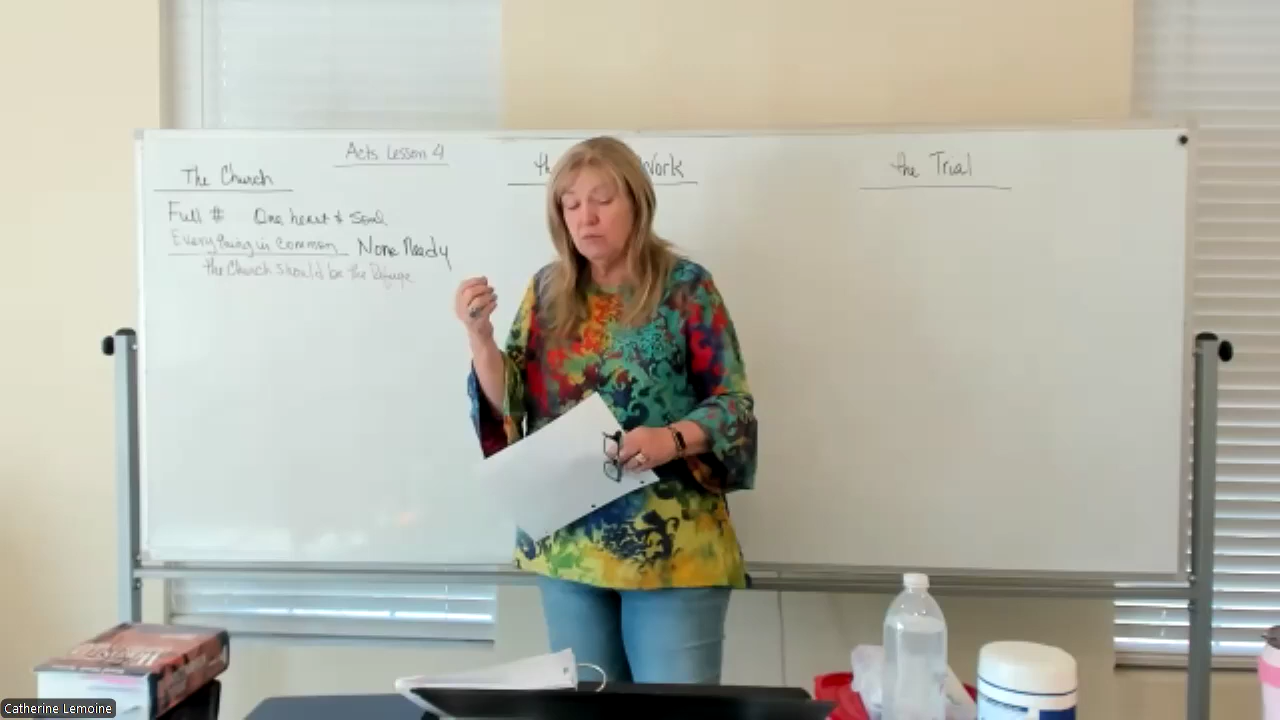 Acts Lesson 4
The Church
the Work
the Trial
Full # One heart & Soul
Everything in common None Needy
the Church should be the Refuge
Catherine Lemoine